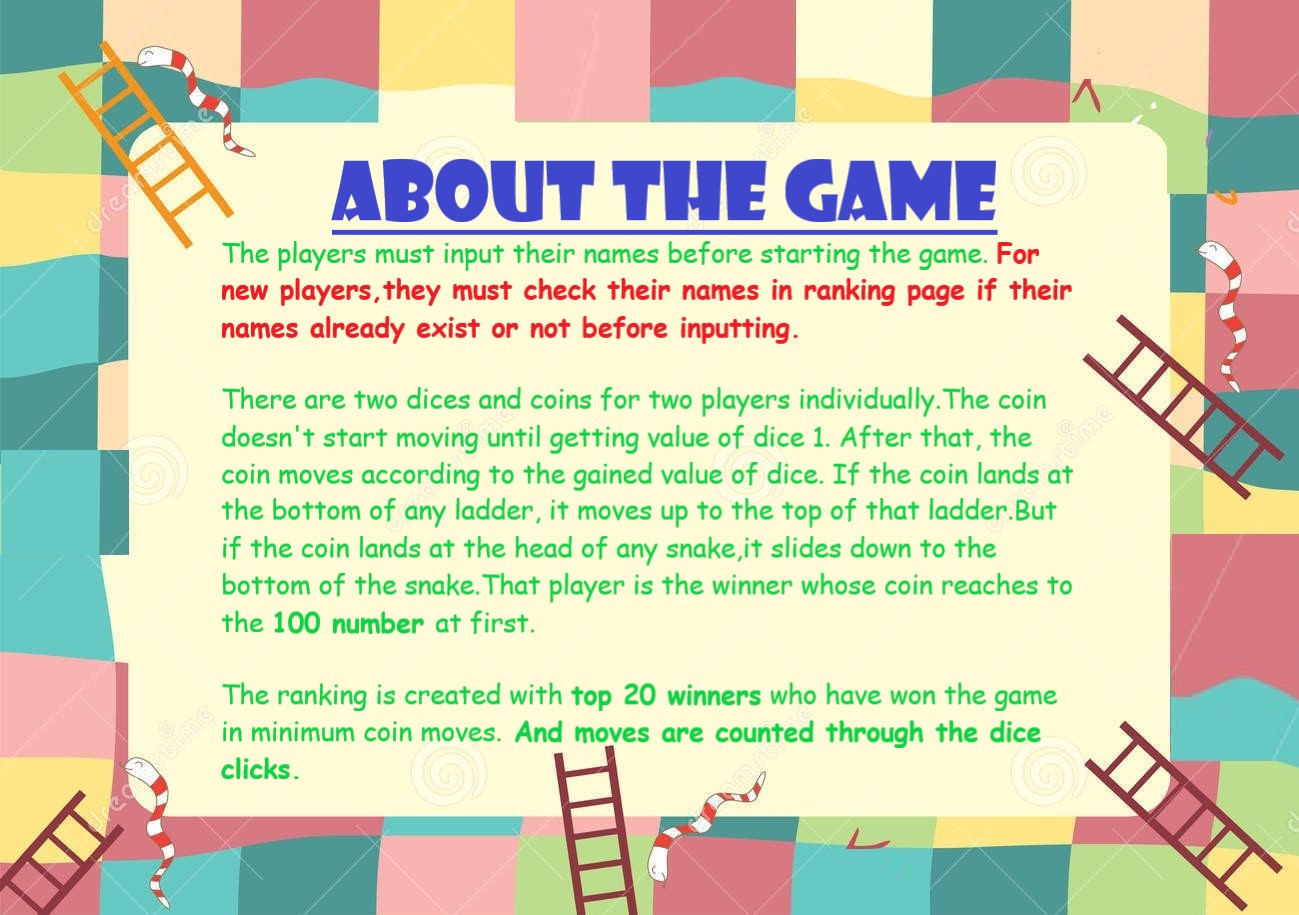 ABOUT THE GAME
The players must input their names before starting the game. For
new players,they must check their names in ranking page if their
names already exist or not before inputting.
There are two dices and coins for two players individually.The coin
doesn't start moving until getting value of dice 1. After that, the
coin moves according to the gained value of dice. If the coin lands at
the bottom of any ladder, it moves up to the top of that ladder.But
if the coin lands at the head of any snake,it slides down to the
bottom of the snake.That player is the winner whose coin reaches to
the 100 number at first.
The ranking is created with top 20 winners who have won the game
in minimum coin moves. And moves are counted through the dice
clicks.